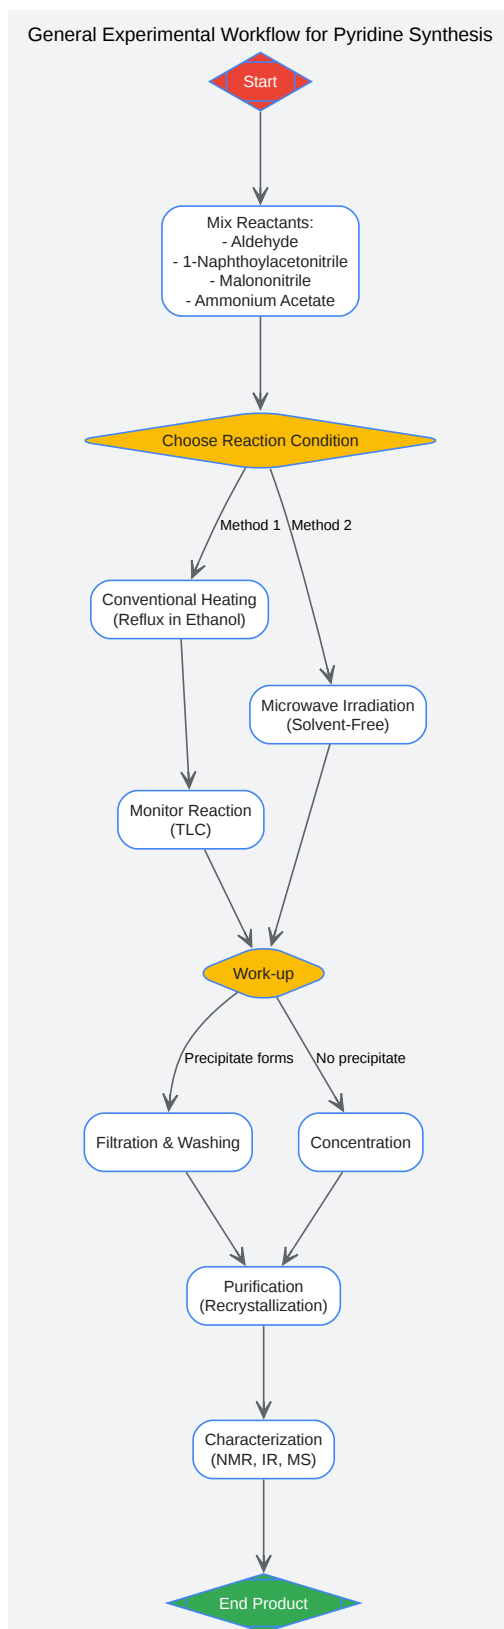 General Experimental Workflow for Pyridine Synthesis
Start
Mix Reactants:
- Aldehyde
- 1-Naphthoylacetonitrile
- Malononitrile
- Ammonium Acetate
Choose Reaction Condition
Method 1
Method 2
Conventional Heating
(Reflux in Ethanol)
Microwave Irradiation
(Solvent-Free)
Monitor Reaction
(TLC)
Work-up
Precipitate forms
No precipitate
Filtration & Washing
Concentration
Purification
(Recrystallization)
Characterization
(NMR, IR, MS)
End Product